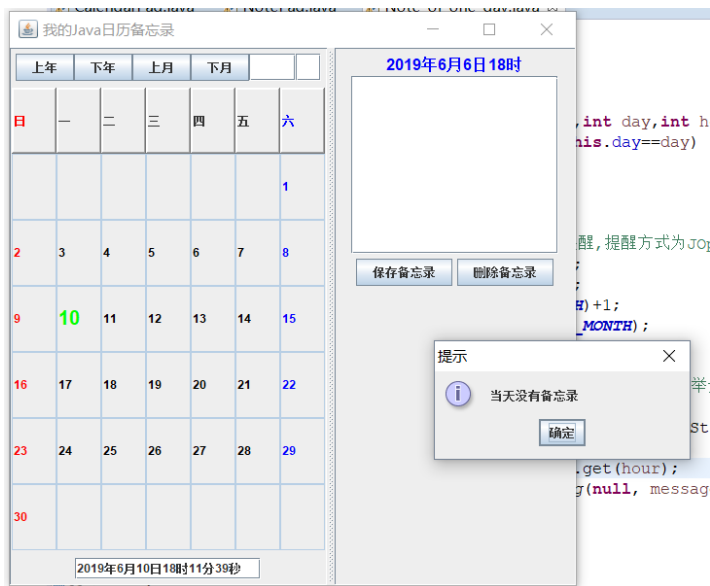 我的Java日历备忘录
上年 下年 上月 下月
日 一 二 三 四 五 六
1
2 3 4 5 6 7 8
9 10 11 12 13 14 15
16 17 18 19 20 21 22
23 24 25 26 27 28 29
30
2019年6月10日18时11分39秒
2019年6月6日18时
保存备忘录 删除备忘录
提示
当天没有备忘录
确定
,int day,int h
his.day==day)
醒,提醒方式为JOp
;
;
H)+1;
_MONTH);
举
St
.get(hour);
g(null, messag